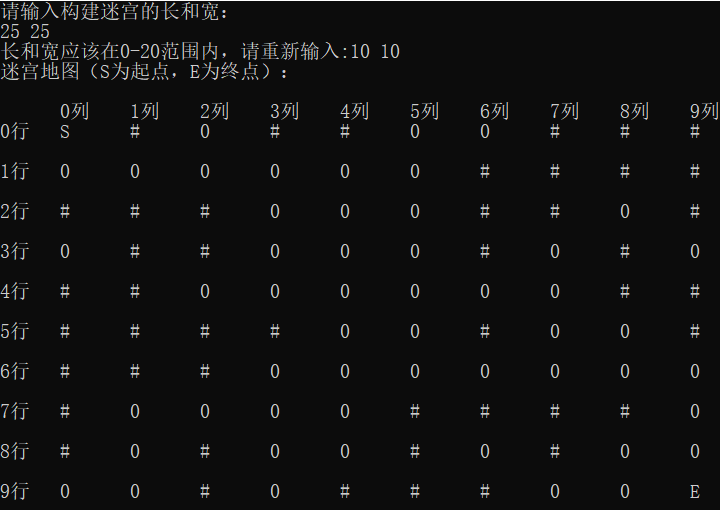 请输入构建迷宫的长和宽：
25 25
长和宽应该在0-20范围内，请重新输入:10 10
迷宫地图（S为起点，E为终点）：
0列 1列 2列 3列 4列 5列 6列 7列 8列 9列
0行 S # 0 # # 0 0 # # #
1行 0 0 0 0 0 0 # # # #
2行 # # # 0 0 0 # # 0 #
3行 0 # # 0 0 0 # 0 # 0
4行 # # 0 0 0 0 0 0 # #
5行 # # # # 0 0 # 0 0 #
6行 # # # 0 0 0 0 0 0 0
7行 # 0 0 0 0 # # # # 0
8行 # 0 # 0 0 # 0 # 0 0
9行 0 0 # 0 # # # 0 0 E